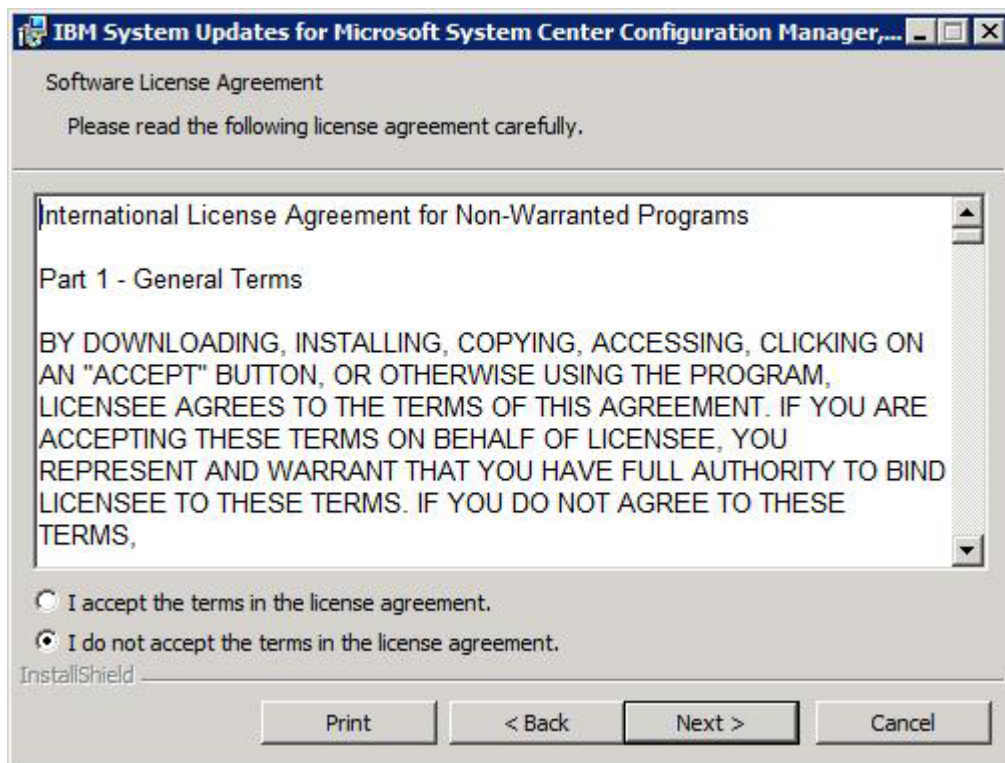 IBM System Updates for Microsoft System Center Configuration Manager,...
Software License Agreement
Please read the following license agreement carefully.
International License Agreement for Non-Warranted Programs
Part 1 - General Terms
BY DOWNLOADING, INSTALLING, COPYING, ACCESSING, CLICKING ON
AN "ACCEPT" BUTTON, OR OTHERWISE USING THE PROGRAM,
LICENSEE AGREES TO THE TERMS OF THIS AGREEMENT. IF YOU ARE
ACCEPTING THESE TERMS ON BEHALF OF LICENSEE, YOU
REPRESENT AND WARRANT THAT YOU HAVE FULL AUTHORITY TO BIND
LICENSEE TO THESE TERMS. IF YOU DO NOT AGREE TO THESE
TERMS,
I accept the terms in the license agreement.
I do not accept the terms in the license agreement.
InstallShield
Print < Back Next > Cancel